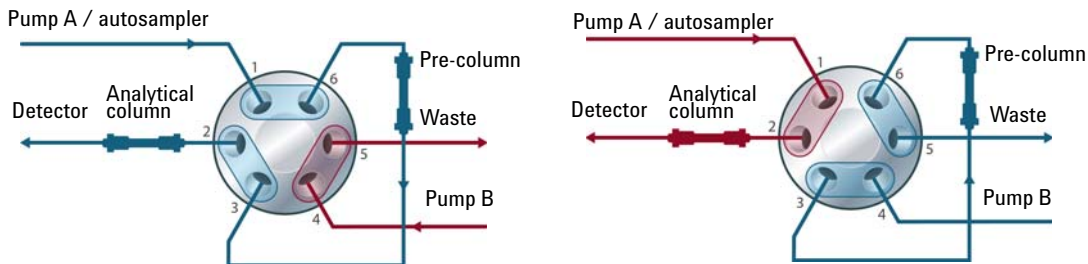 Pump A / autosampler
1
6
Pre-column
Detector
Analytical
column
2
Waste
5
3
4
Pump B
Pump A / autosampler
1
6
Pre-column
Detector
Analytical
column
2
Waste
5
3
4
Pump B